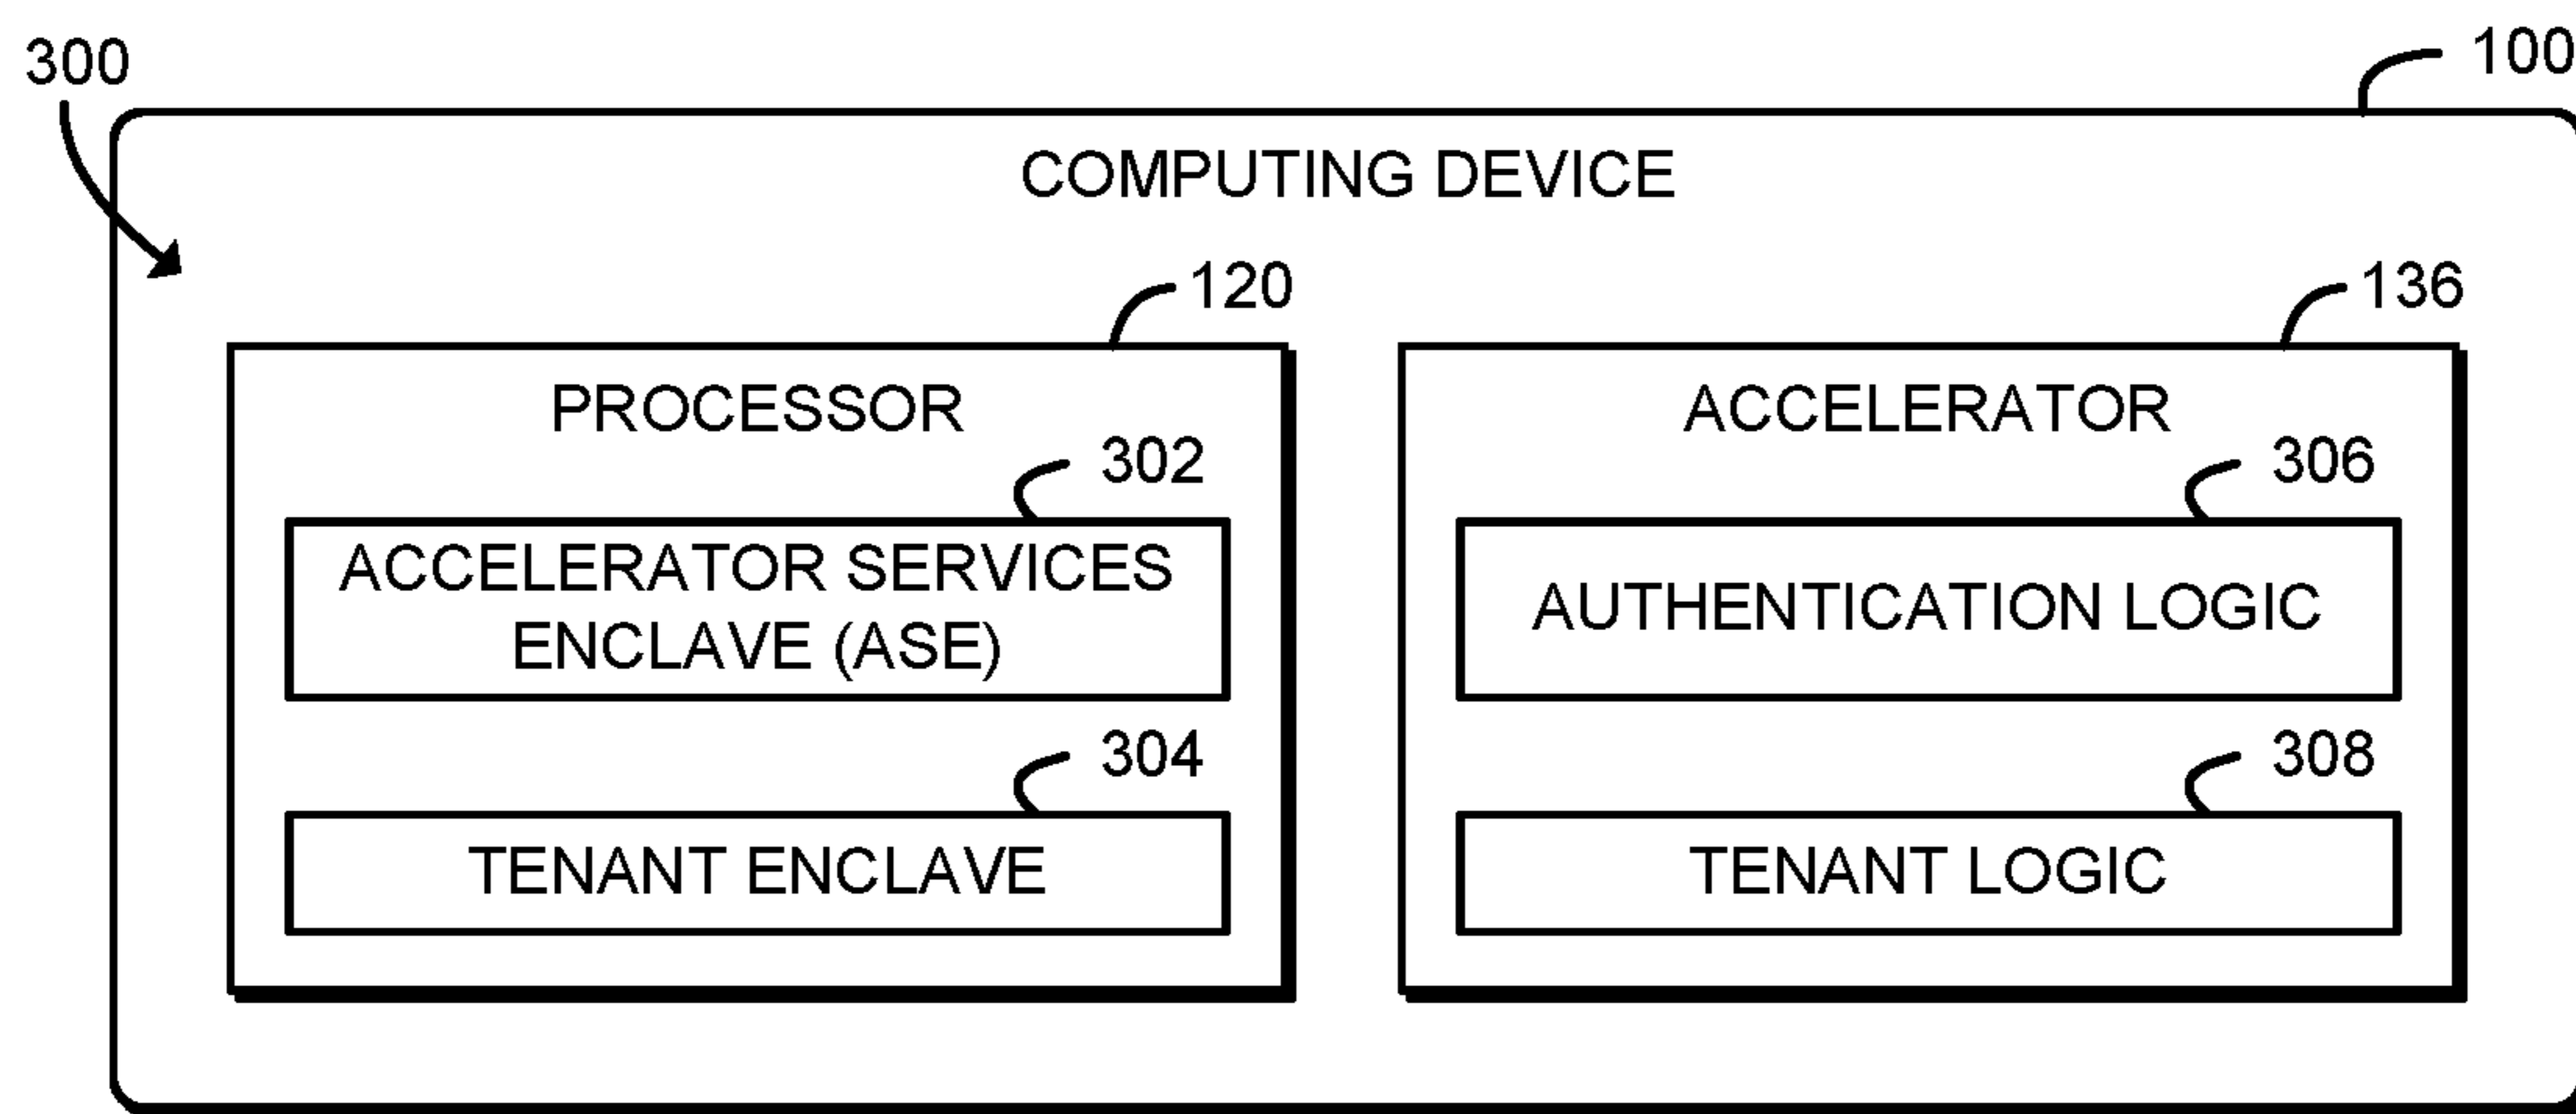 300
100
COMPUTING DEVICE
120
136
PROCESSOR
ACCELERATOR
302
306
ACCELERATOR SERVICES
ENCLAVE (ASE)
AUTHENTICATION LOGIC
304
308
TENANT ENCLAVE
TENANT LOGIC